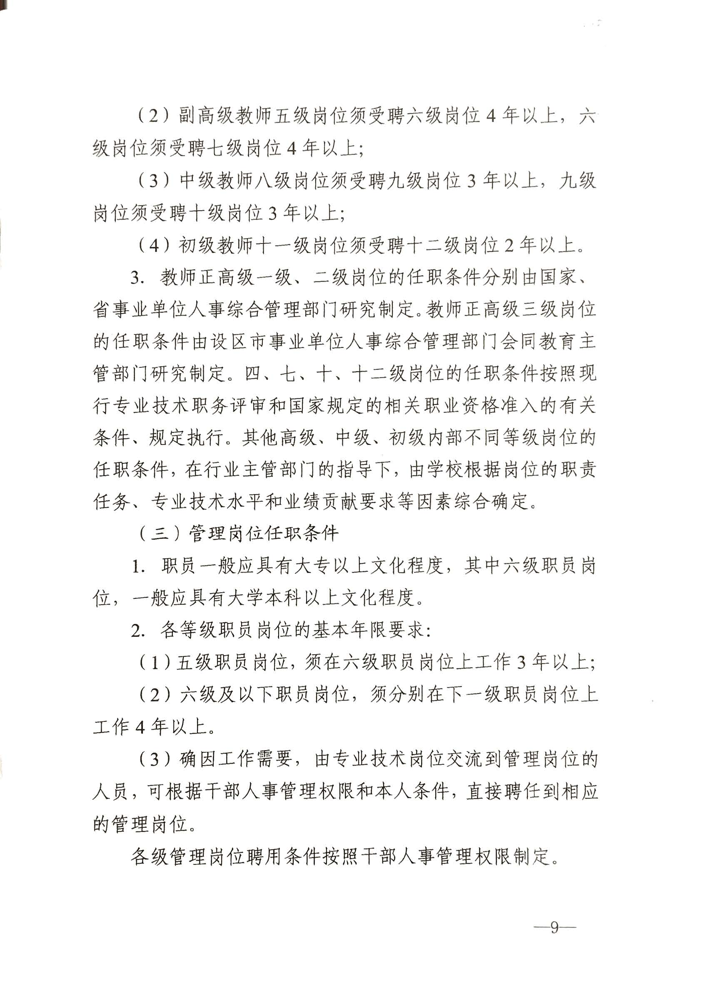 （2）副高级教师五级岗位须受聘六级岗位 4 年以上，六
级岗位须受聘七级岗位 4 年以上；
（3）中级教师八级岗位须受聘九级岗位 3 年以上，九级
岗位须受聘十级岗位 3 年以上；
（4）初级教师十一级岗位须受聘十二级岗位 2 年以上。
3. 教师正高级一级、二级岗位的任职条件分别由国家、
省事业单位人事综合管理部门研究制定。教师正高级三级岗位
的任职条件由设区市事业单位人事综合管理部门会同教育主
管部门研究制定。四、七、十、十二级岗位的任职条件按照现
行专业技术职务评审和国家规定的相关职业资格准入的有关
条件、规定执行。其他高级、中级、初级内部不同等级岗位的
任职条件，在行业主管部门的指导下，由学校根据岗位的职责
任务、专业技术水平和业绩贡献要求等因素综合确定。
（三）管理岗位任职条件
1. 职员一般应具有大专以上文化程度，其中六级职员岗
位，一般应具有大学本科以上文化程度。
2. 各等级职员岗位的基本年限要求：
（1）五级职员岗位，须在六级职员岗位上工作 3 年以上；
（2）六级及以下职员岗位，须分别在下一级职员岗位上
工作 4 年以上。
（3）确因工作需要，由专业技术岗位交流到管理岗位的
人员，可根据干部人事管理权限和本人条件，直接聘任到相应
的管理岗位。
各级管理岗位聘用条件按照干部人事管理权限制定。
—9—